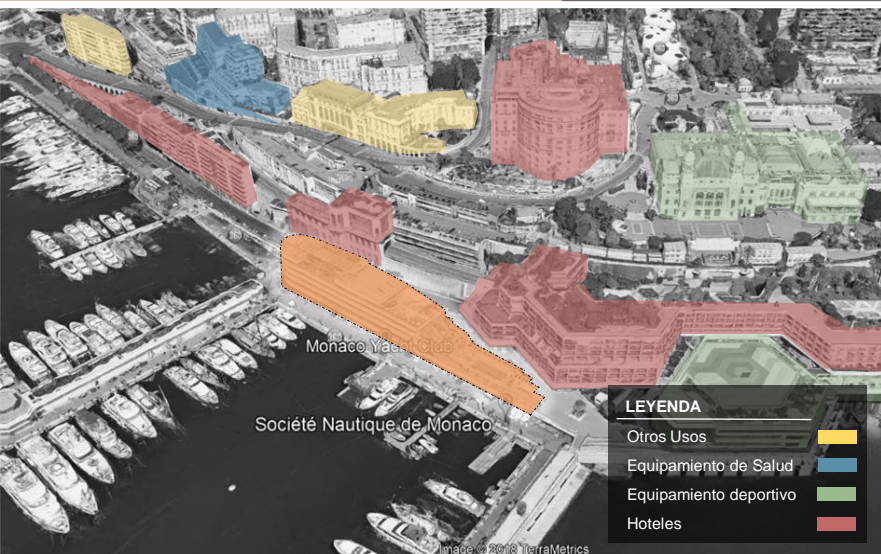 Monaco Yacht Club
Société Nautique de Monaco
LEYENDA
Otros Usos
Equipamiento de Salud
Equipamiento deportivo
Hoteles
Image © 2018 TerraMetrics